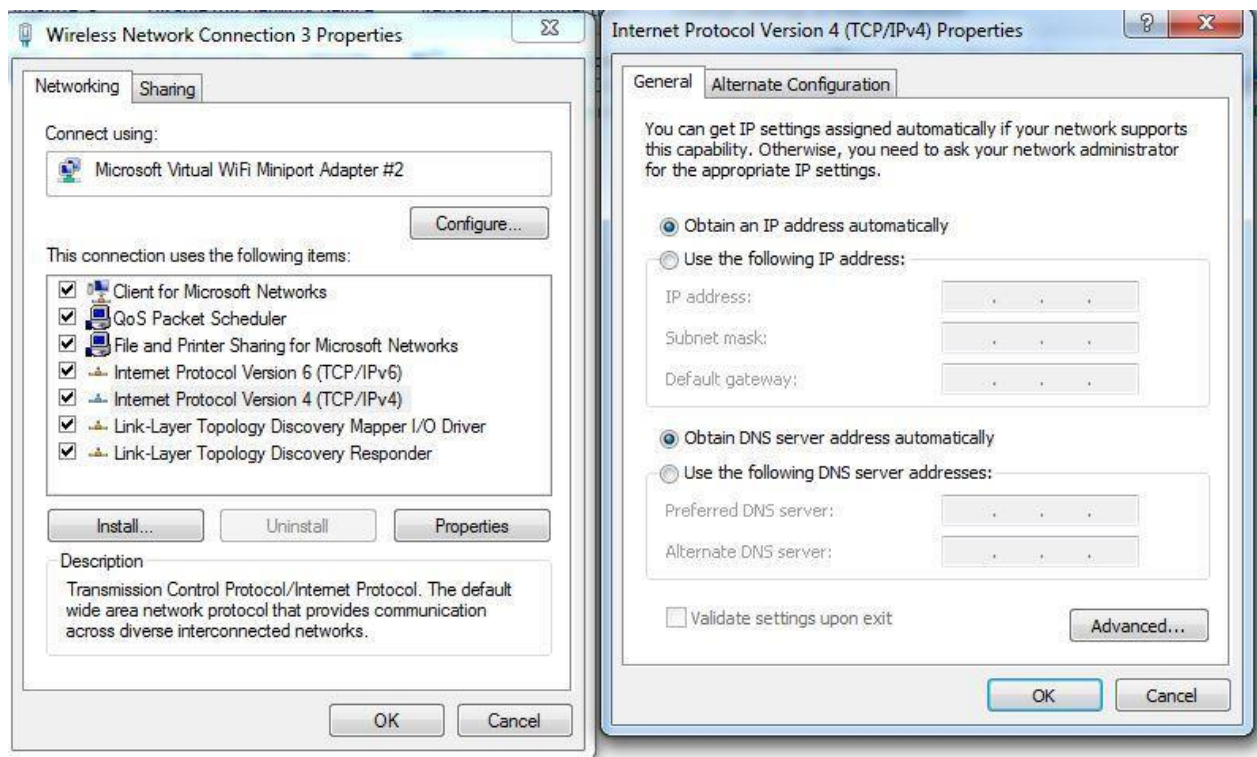 Wireless Network Connection 3 Properties
Networking
Sharing
Connect using:
Microsoft Virtual WiFi Miniport Adapter #2
Configure...
This connection uses the following items:
Client for Microsoft Networks
QoS Packet Scheduler
File and Printer Sharing for Microsoft Networks
Internet Protocol Version 6 (TCP/IPv6)
Internet Protocol Version 4 (TCP/IPv4)
Link-Layer Topology Discovery Mapper I/O Driver
Link-Layer Topology Discovery Responder
Install...
Uninstall
Properties
Description
Transmission Control Protocol/Internet Protocol. The default
wide area network protocol that provides communication
across diverse interconnected networks.
OK
Cancel
Internet Protocol Version 4 (TCP/IPv4) Properties
General
Alternate Configuration
You can get IP settings assigned automatically if your network supports
this capability. Otherwise, you need to ask your network administrator
for the appropriate IP settings.
Obtain an IP address automatically
Use the following IP address:
IP address:
Subnet mask:
Default gateway:
Obtain DNS server address automatically
Use the following DNS server addresses:
Preferred DNS server:
Alternate DNS server:
Validate settings upon exit
Advanced...
OK
Cancel